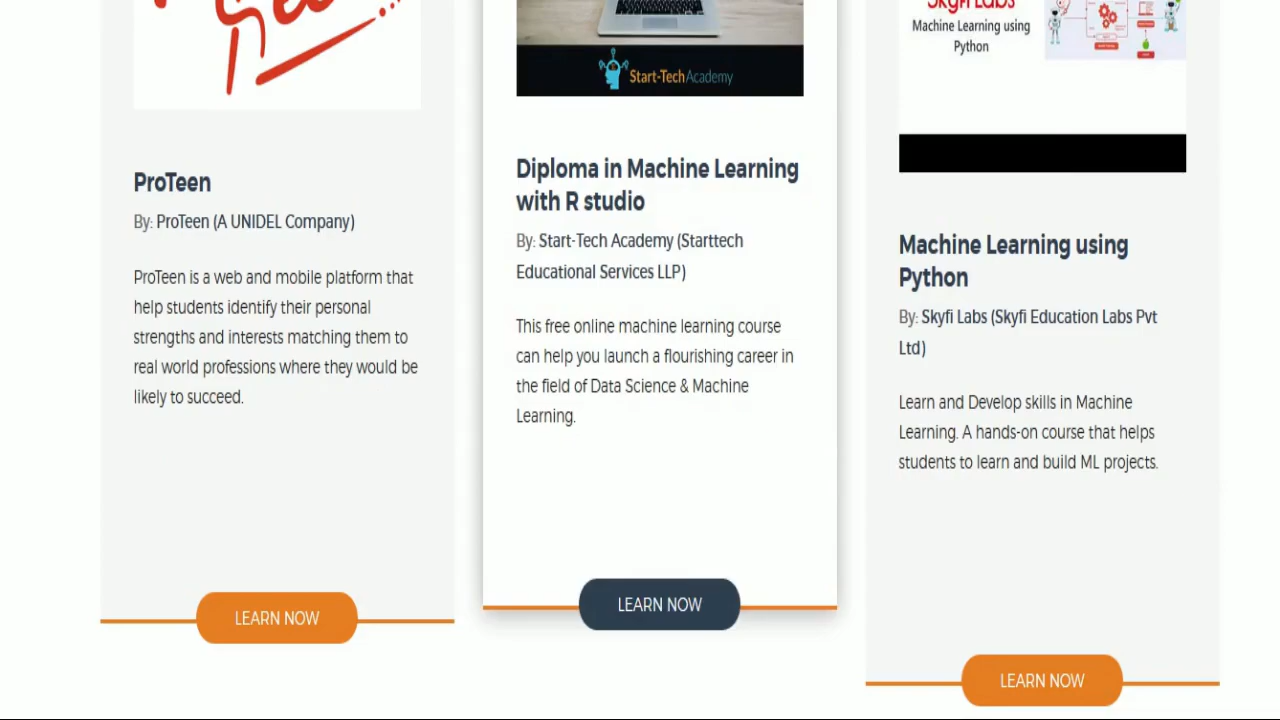 ProTeen
By: ProTeen (A UNIDEL Company)
ProTeen is a web and mobile platform that
help students identify their personal
strengths and interests matching them to
real world professions where they would be
likely to succeed.
LEARN NOW
Start-Tech Academy
Diploma in Machine Learning
with R studio
By: Start-Tech Academy (Starttech
Educational Services LLP)
This free online machine learning course
can help you launch a flourishing career in
the field of Data Science & Machine
Learning.
LEARN NOW
Skyfi Labs
Machine Learning using
Python
Machine Learning using
Python
By: Skyfi Labs (Skyfi Education Labs Pvt
Ltd)
Learn and Develop skills in Machine
Learning. A hands-on course that helps
students to learn and build ML projects.
LEARN NOW